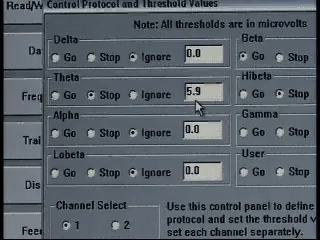 Read/W Control Protocol and Threshold Values
Note: All thresholds are in microvolts
Delta Beta
Da Go Stop Ignore 0.0 Go Stop
Theta Hibeta
Freq Go Stop Ignore 5.9 Go Stop
Alpha Gamma
Trai Go Stop Ignore 0.0 Go Stop
Lobeta User
Dis Go Stop Ignore 0.0 Go Stop
Channel Select Use this control panel to define
1 2 protocol and set the threshold v
Feed set each channel separately.